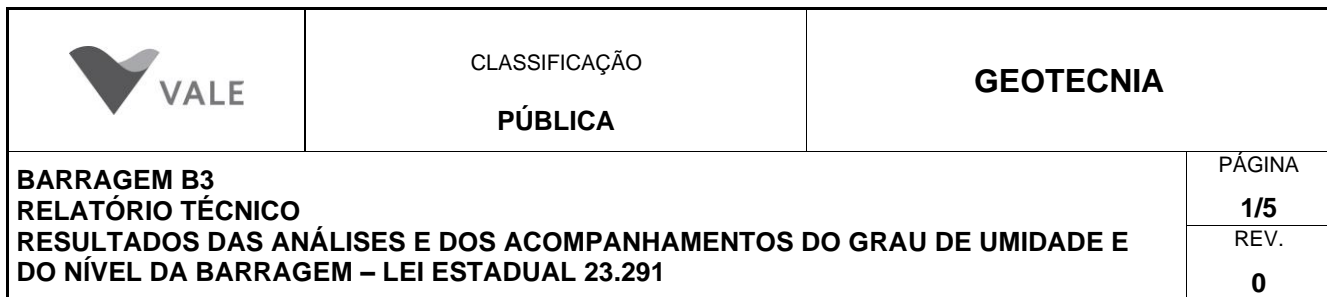 VALE
CLASSIFICAÇÃO
PÚBLICA
GEOTECNIA
BARRAGEM B3
RELATÓRIO TÉCNICO
RESULTADOS DAS ANÁLISES E DOS ACOMPANHAMENTOS DO GRAU DE UMIDADE E
DO NÍVEL DA BARRAGEM – LEI ESTADUAL 23.291
PÁGINA
1/5
REV.
0